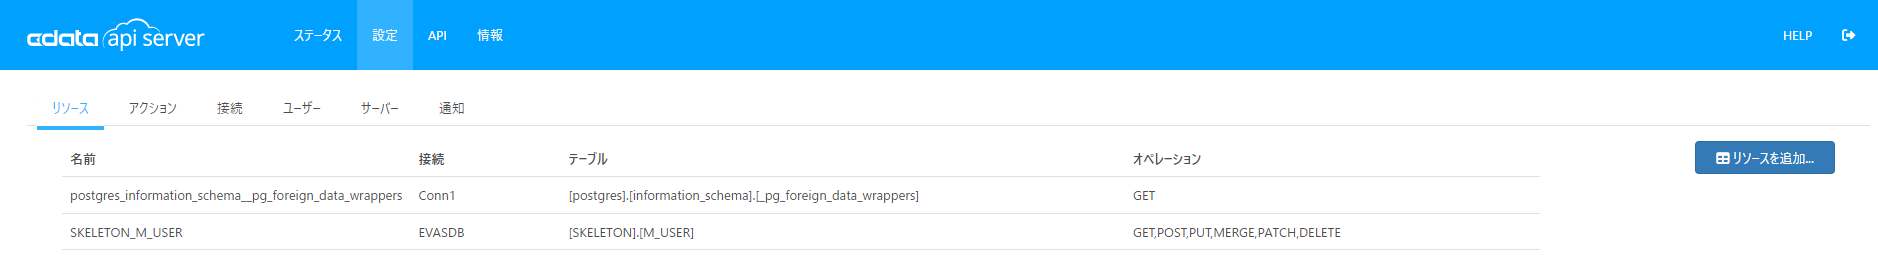 cdata api server ステータス 設定 API 情報 HELP
リソース アクション 接続 ユーザー サーバー 通知
名前 接続 テーブル オペレーション リソースを追加...
postgres_information_schema__pg_foreign_data_wrappers Conn1 [postgres].[information_schema].[_pg_foreign_data_wrappers] GET
SKELETON_M_USER EVASDB [SKELETON].[M_USER] GET,POST,PUT,MERGE,PATCH,DELETE